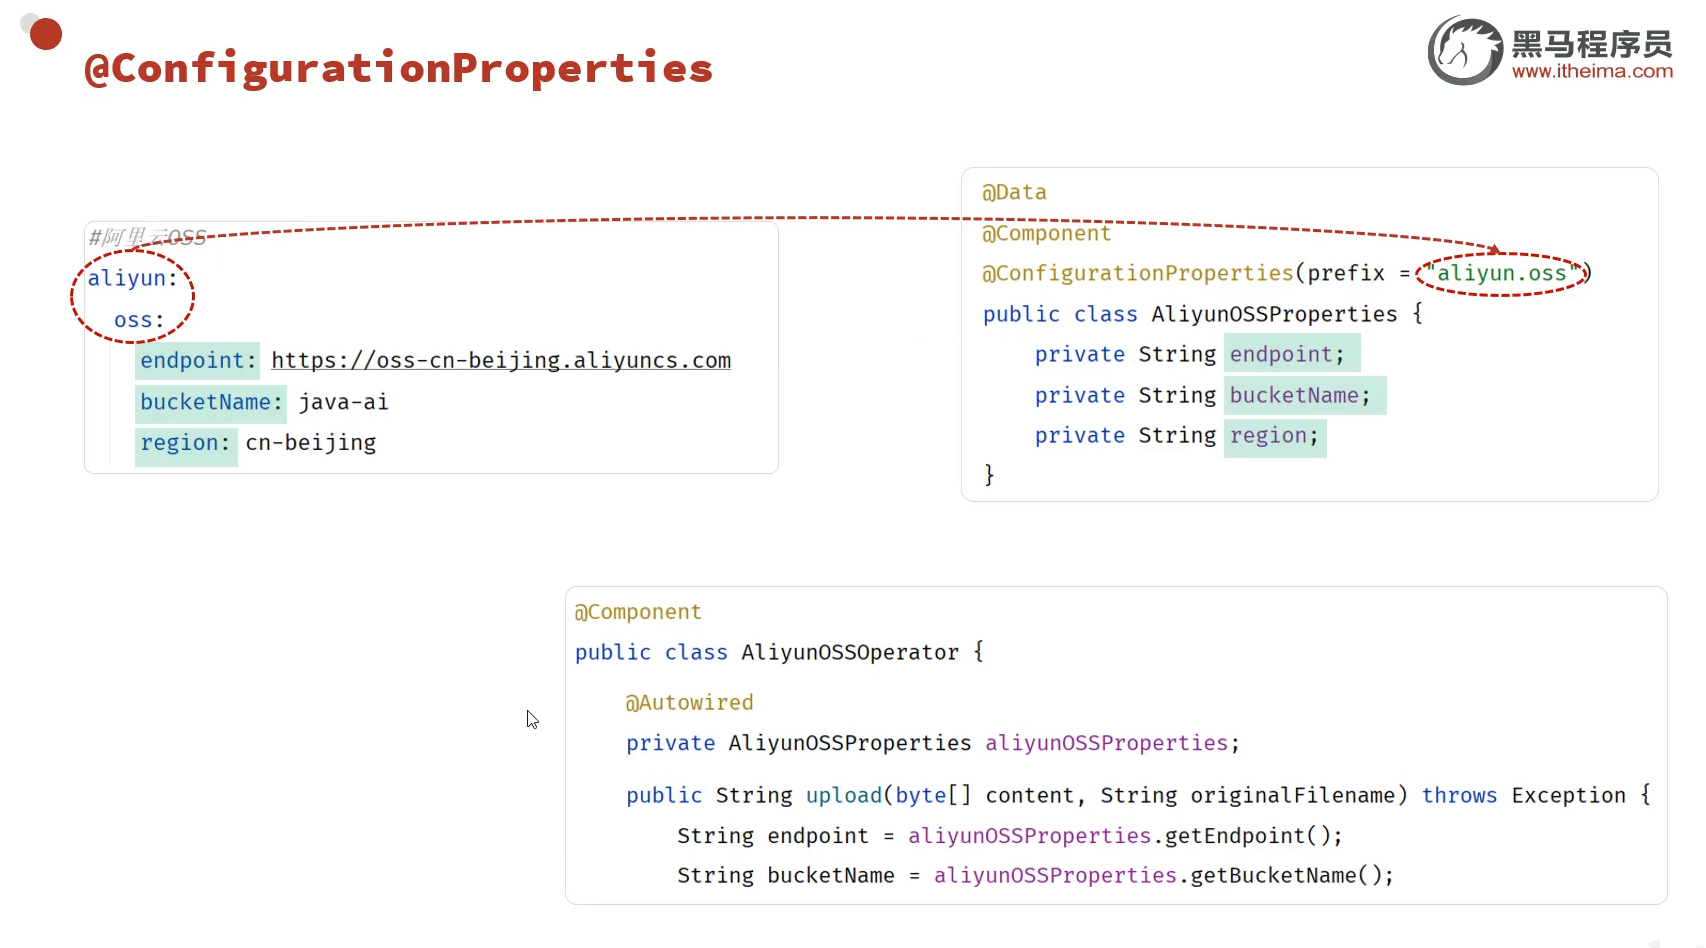 @ConfigurationProperties
黑马程序员
www.itheima.com
#阿里云OSS
aliyun:
oss:
endpoint: https://oss-cn-beijing.aliyuncs.com
bucketName: java-ai
region: cn-beijing
@Data
@Component
@ConfigurationProperties(prefix = "aliyun.oss")
public class AliyunOSSProperties {
private String endpoint;
private String bucketName;
private String region;
}
@Component
public class AliyunOSSOperator {
@Autowired
private AliyunOSSProperties aliyunOSSProperties;
public String upload(byte[] content, String originalFilename) throws Exception {
String endpoint = aliyunOSSProperties.getEndpoint();
String bucketName = aliyunOSSProperties.getBucketName();